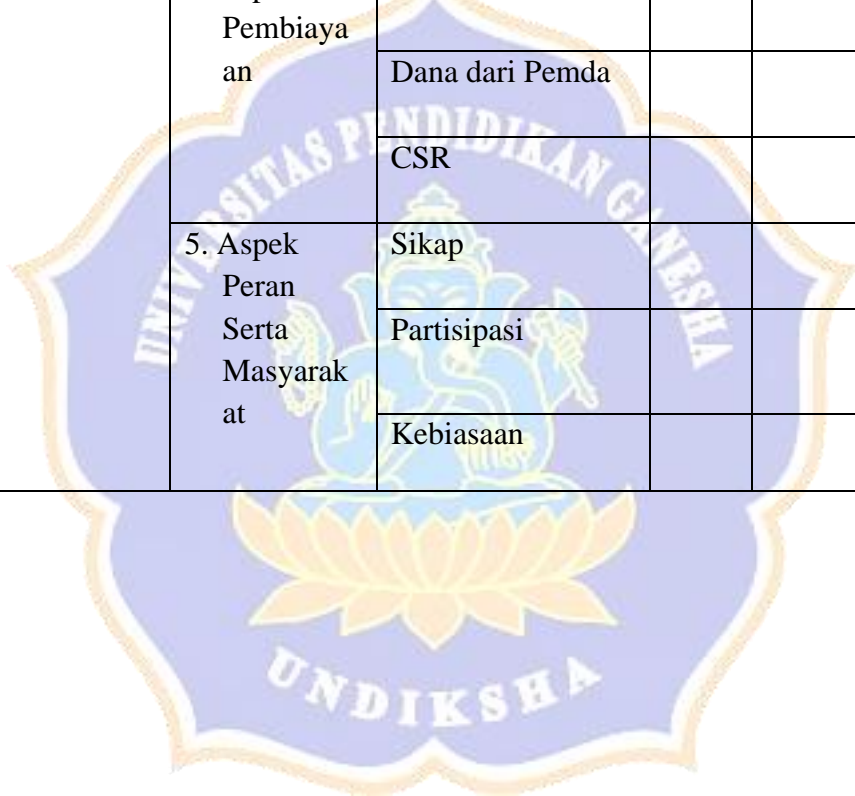 Pembiaya
an
Dana dari Pemda
CSR
5. Aspek
Peran
Serta
Masyarak
at
Sikap
Partisipasi
Kebiasaan
UNIVERSITAS PENDIDIKAN GANESHA
UNDIKSHA